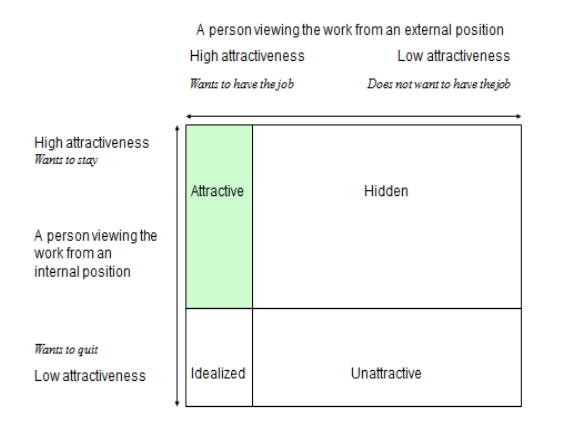 A person viewing the work from an external position
High attractiveness Low attractiveness
Wants to have the job Does not want to have thejob
High attractiveness
Wants to stay
Attractive Hidden
A person viewing the
work from an
internal position
Wants to quit
Low attractiveness
Idealized Unattractive